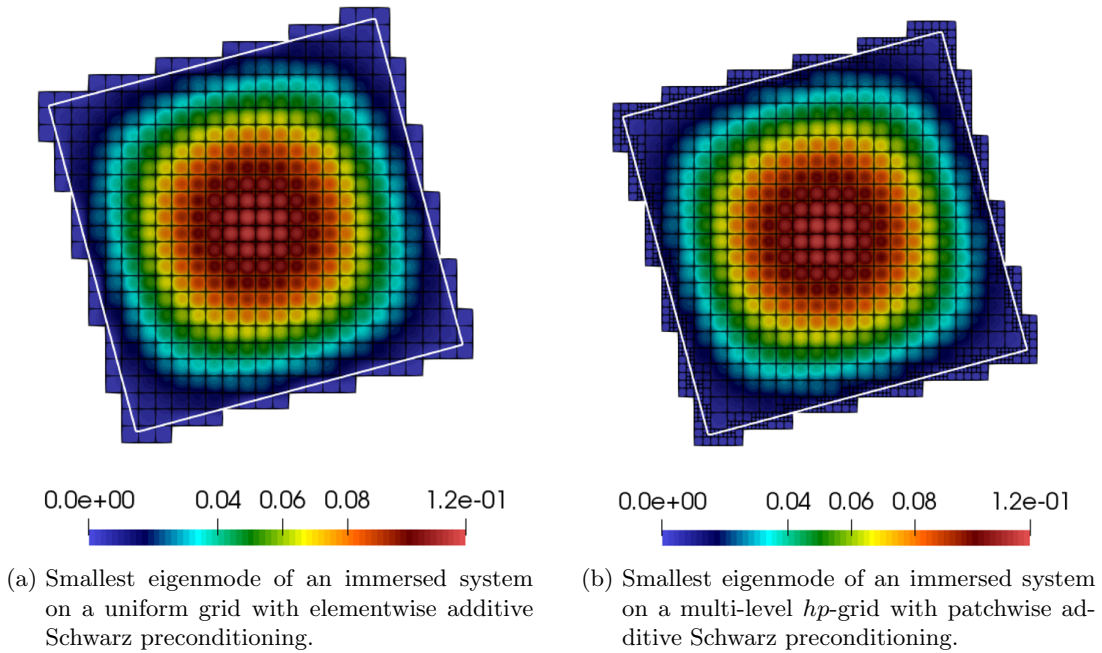 0.0e+00 0.04 0.06 0.08 1.2e-01
0.0e+00 0.04 0.06 0.08 1.2e-01
(a) Smallest eigenmode of an immersed system
on a uniform grid with elementwise additive
Schwarz preconditioning.
(b) Smallest eigenmode of an immersed system
on a multi-level hp-grid with patchwise ad-
ditive Schwarz preconditioning.